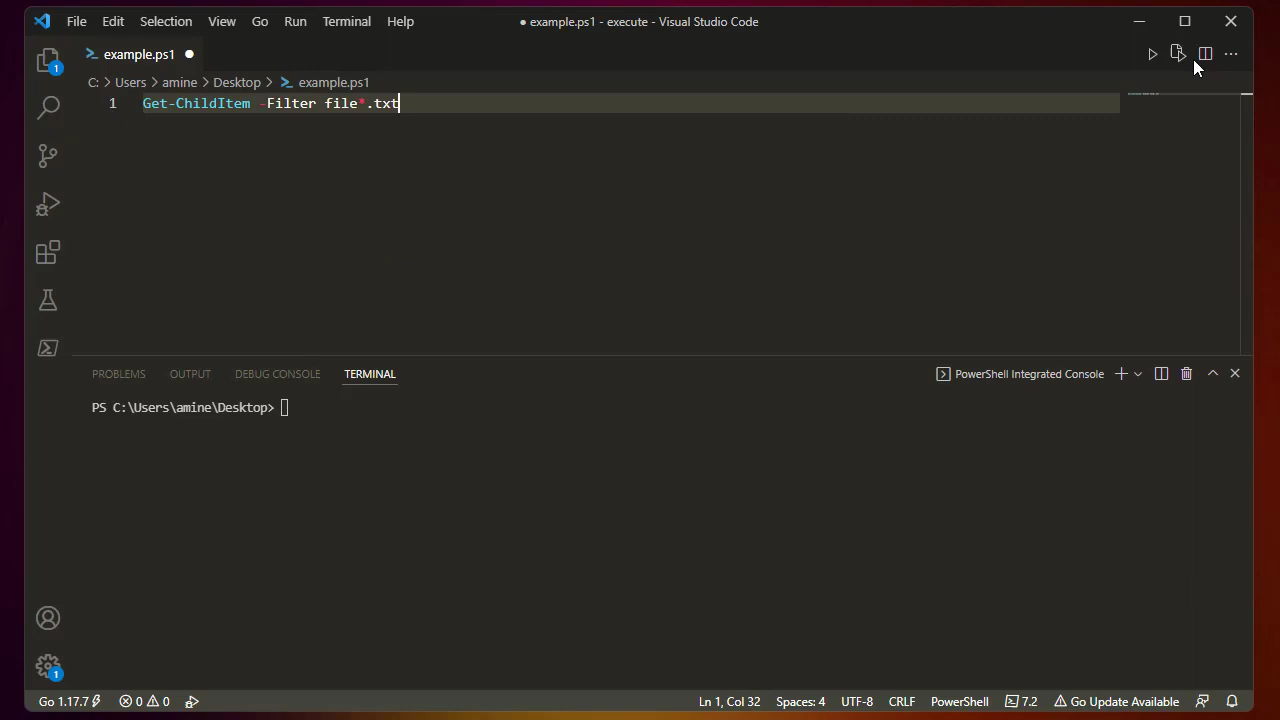 File Edit Selection View Go Run Terminal Help ● example.ps1 - execute - Visual Studio Code
example.ps1 ●
C: > Users > amine > Desktop > example.ps1
1 Get-ChildItem -Filter file*.txt
1
PROBLEMS OUTPUT DEBUG CONSOLE TERMINAL PowerShell Integrated Console
PS C:\Users\amine\Desktop>
1
Go 1.17.7 0 0 Ln 1, Col 32 Spaces: 4 UTF-8 CRLF PowerShell 7.2 Go Update Available